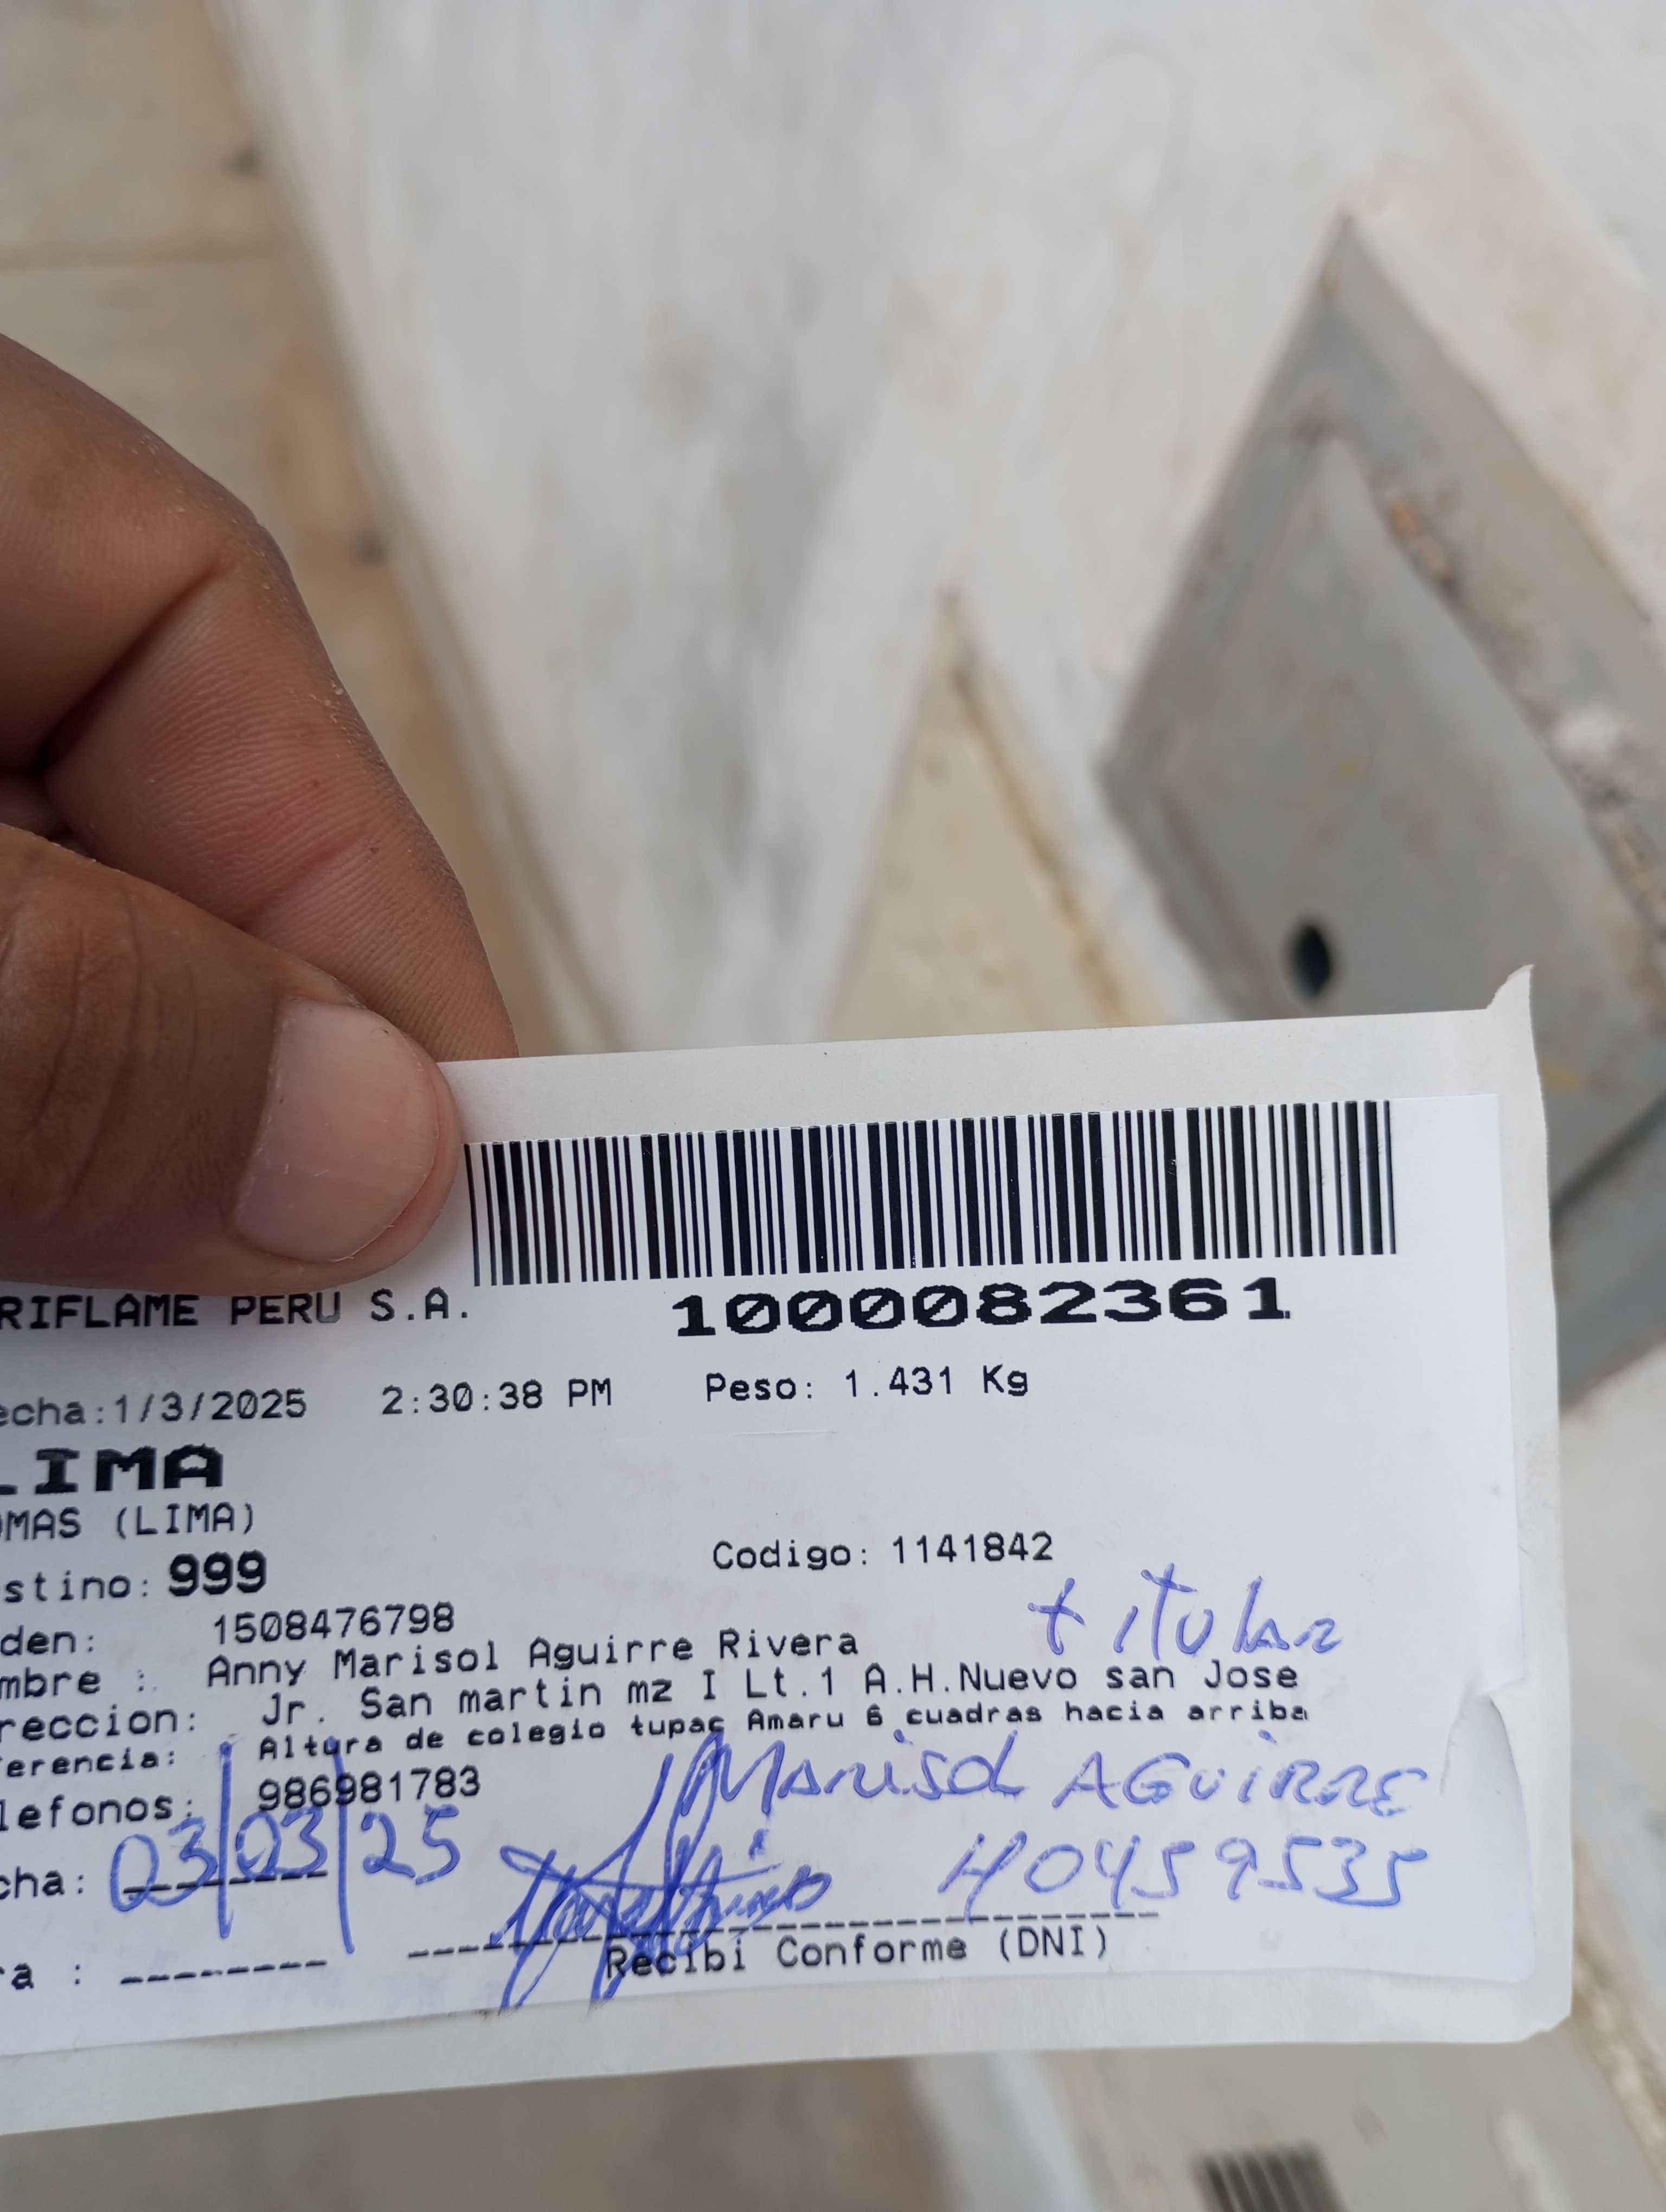 RIFLAME PERU S.A.
1000082361
echa:1/3/2025 2:30:38 PM Peso: 1.431 Kg
LIMA
OMAS (LIMA)
stino: 999 Codigo: 1141842
den: 1508476798
titular
mbre : Anny Marisol Aguirre Rivera
reccion: Jr. San martin mz I Lt.1 A.H.Nuevo san Jose
erencia: Altura de colegio tupac Amaru 6 cuadras hacia arriba
lefonos: 986981783
Marisol AGUIRRE
cha: 03/03/25
40459535
ra :
Recibi Conforme (DNI)